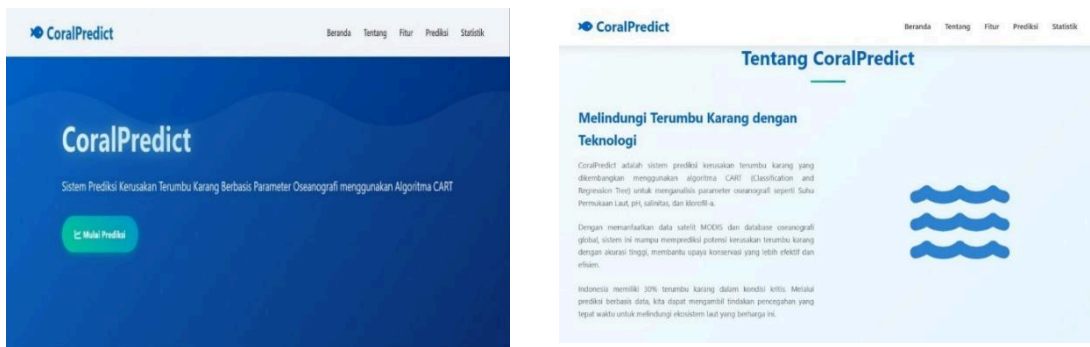 CoralPredict
Beranda Tentang Fitur Prediksi Statistik
CoralPredict
Sistem Prediksi Kerusakan Terumbu Karang Berbasis Parameter Oseanografi menggunakan Algoritma CART
Mulai Prediksi
CoralPredict
Beranda Tentang Fitur Prediksi Statistik
Tentang CoralPredict
Melindungi Terumbu Karang dengan
Teknologi
CoralPredict adalah sistem prediksi kerusakan terumbu karang yang
dikembangkan menggunakan algoritma CART (Classification and
Regression Tree) untuk menganalisis parameter oseanografi seperti Suhu
Permukaan Laut, pH, salinitas, dan klorofil-a.
Dengan memanfaatkan data satelit MODIS dan database oseanografi
global, sistem ini mampu memprediksi potensi kerusakan terumbu karang
dengan akurasi tinggi, membantu upaya konservasi yang lebih efektif dan
efisien.
Indonesia memiliki 30% terumbu karang dalam kondisi kritis. Melalui
prediksi berbasis data, kita dapat mengambil tindakan pencegahan yang
tepat waktu untuk melindungi ekosistem laut yang berharga ini.